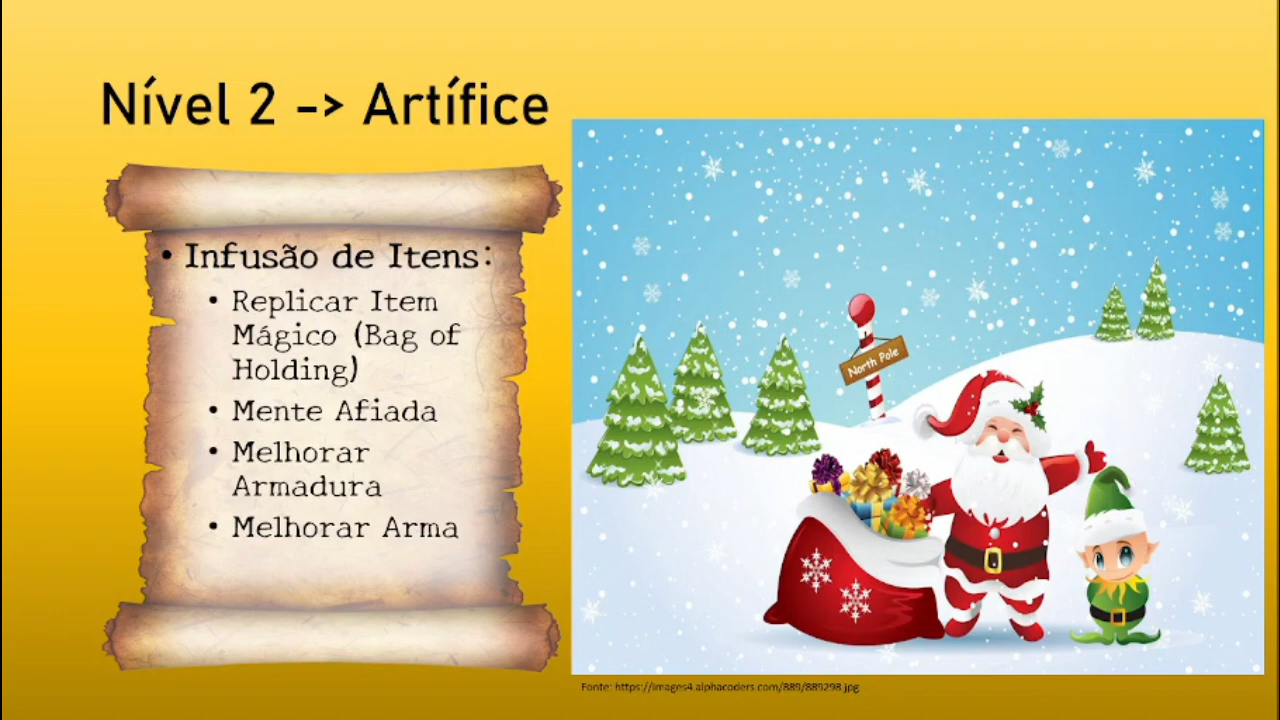 Nível 2 -> Artífice
• Infusão de Itens:
• Replicar Item
Mágico (Bag of
Holding)
• Mente Afiada
• Melhorar
Armadura
• Melhorar Arma
North Pole
Fonte: https://images4.alphacoders.com/889/889298.jpg